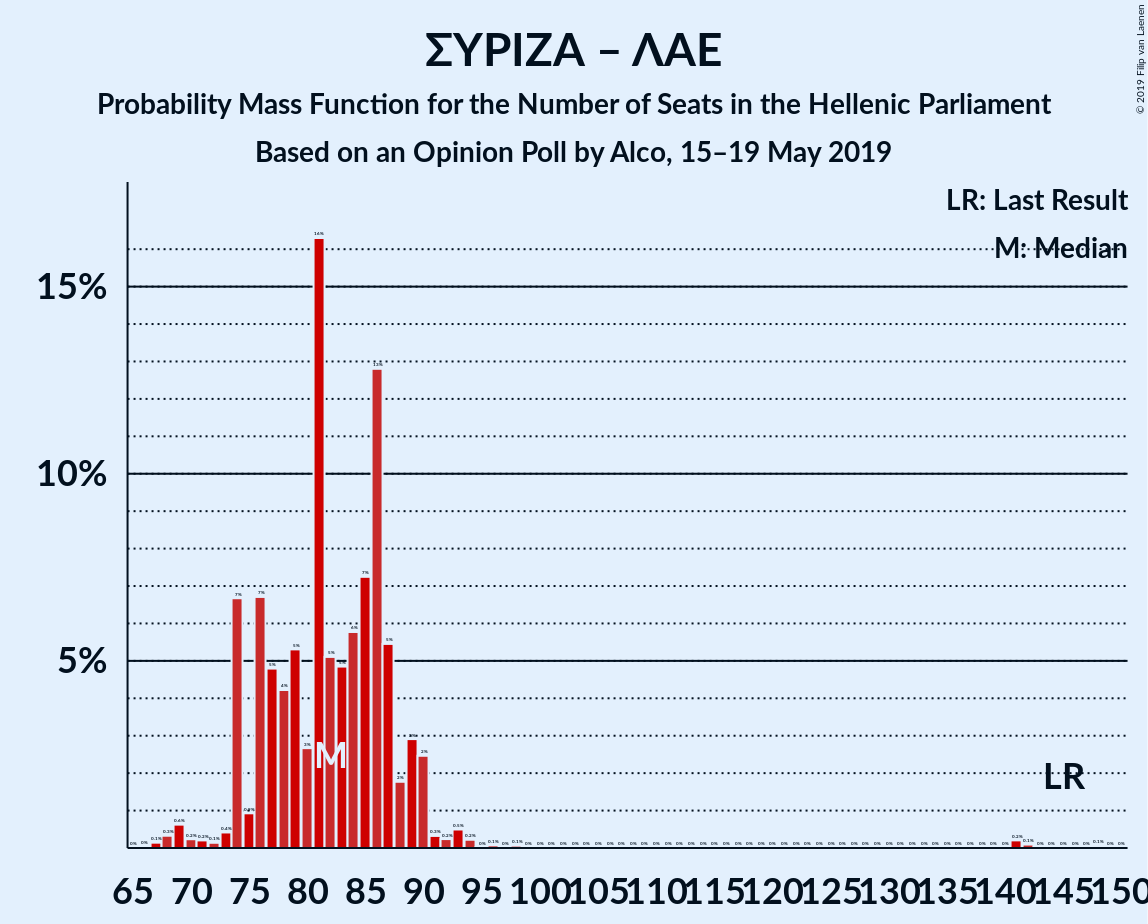 ΣΥΡΙΖΑ – ΛΑΕ
Probability Mass Function for the Number of Seats in the Hellenic Parliament
Based on an Opinion Poll by Alco, 15–19 May 2019
© 2019 Filip van Laenen
LR: Last Result
M: Median
15%
10%
5%
M
LR
65 70 75 80 85 90 95 100 105 110 115 120 125 130 135 140 145 150